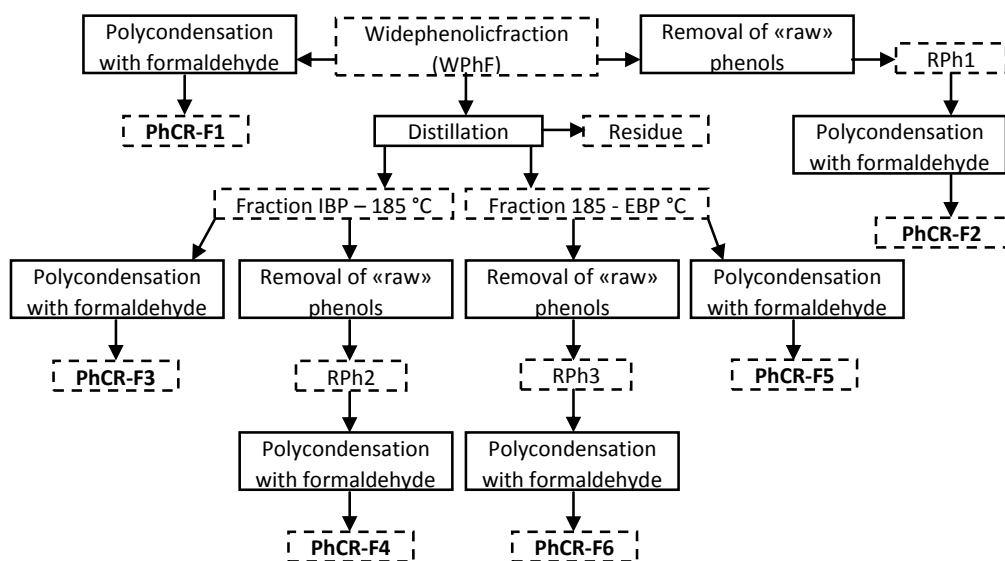 Polycondensation
with formaldehyde
Widephenolicfraction
(WPhF)
Removal of «raw»
phenols
RPh1
PhCR-F1
Distillation
Residue
Polycondensation
with formaldehyde
Fraction IBP – 185 °C
Fraction 185 - EBP °C
PhCR-F2
Polycondensation
with formaldehyde
Removal of «raw»
phenols
Removal of «raw»
phenols
Polycondensation
with formaldehyde
PhCR-F3
RPh2
RPh3
PhCR-F5
Polycondensation
with formaldehyde
Polycondensation
with formaldehyde
PhCR-F4
PhCR-F6